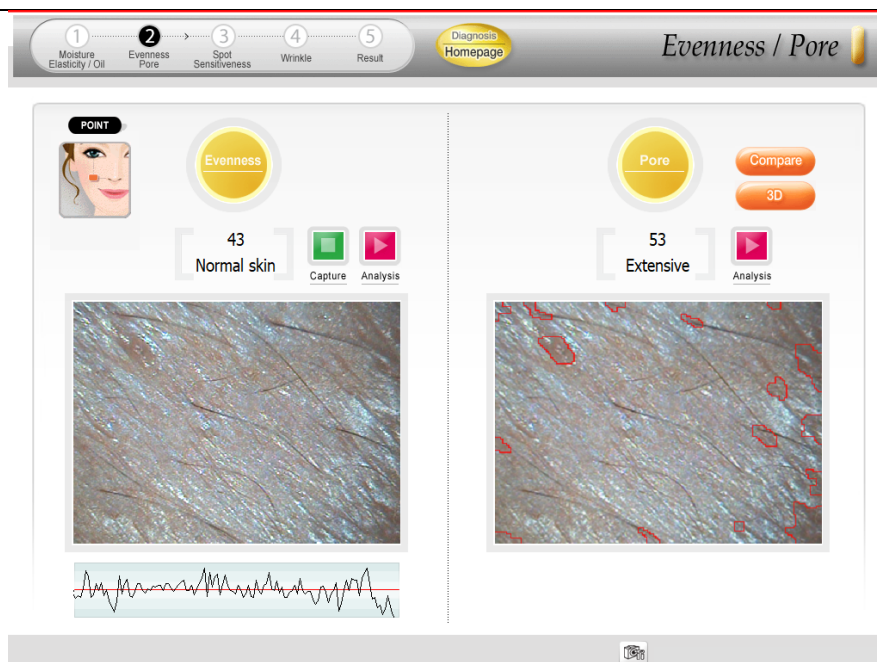 1
2
3
4
5
Moisture
Elasticity / Oil
Evenness
Pore
Spot
Sensitiveness
Wrinkle
Result
Diagnosis
Homepage
Evenness / Pore
POINT
Evenness
43
Normal skin
Capture
Analysis
Pore
Compare
3D
53
Extensive
Analysis